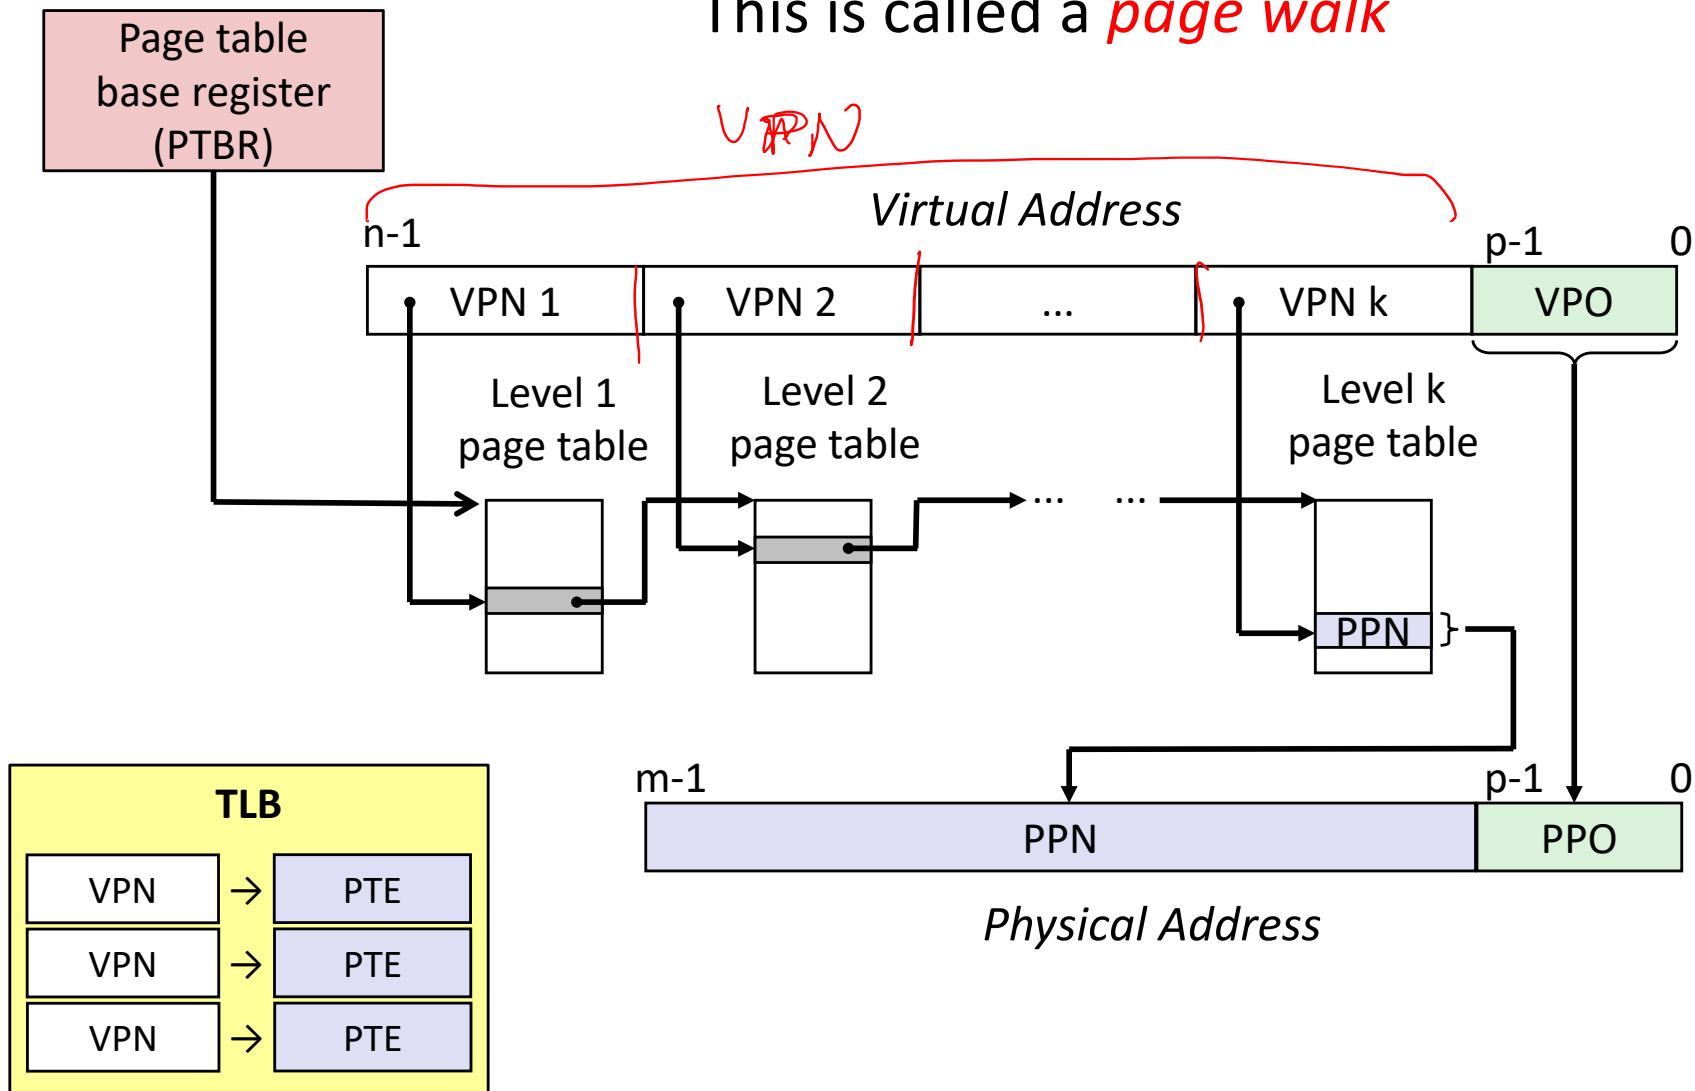 This is called a page walk
Page table
base register
(PTBR)
VPN
Virtual Address
n-1
p-1
0
VPN 1
VPN 2
...
VPN k
VPO
Level 1
page table
Level 2
page table
Level k
page table
...
...
PPN
m-1
p-1
0
PPN
PPO
Physical Address
TLB
VPN → PTE
VPN → PTE
VPN → PTE